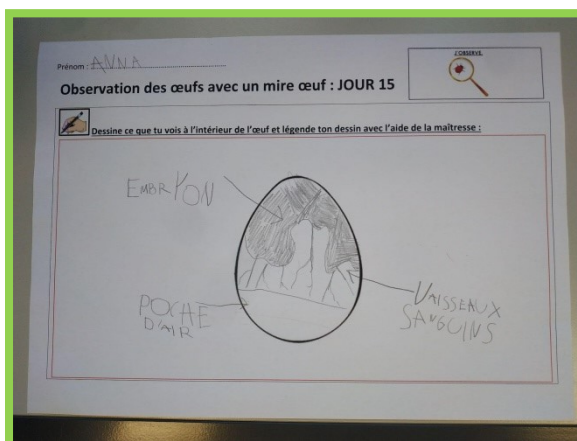 Prénom : ANNA
J'OBSERVE
Observation des œufs avec un mire œuf : JOUR 15
Dessine ce que tu vois à l'intérieur de l'œuf et légende ton dessin avec l'aide de la maîtresse :
EMBRYON
POCHE
D'AIR
VAISSEAUX
SANGUINS